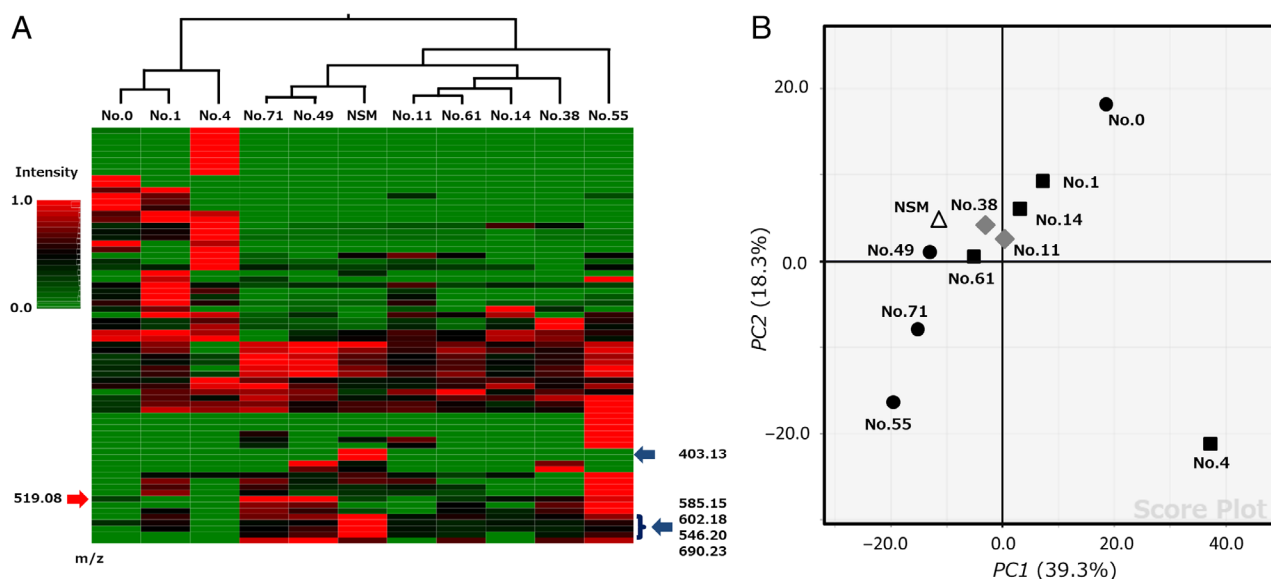 A
No.0 No.1 No.4 No.71 No.49 NSM No.11 No.61 No.14 No.38 No.55
Intensity
1.0
0.0
403.13
519.08
585.15
602.18
546.20
690.23
m/z
B
20.0
0.0
−20.0
PC2 (18.3%)
No.0
No.1
No.38
NSM
No.14
No.49
No.11
No.61
No.71
No.55
No.4
Score Plot
−20.0 0.0 20.0 40.0
PC1 (39.3%)